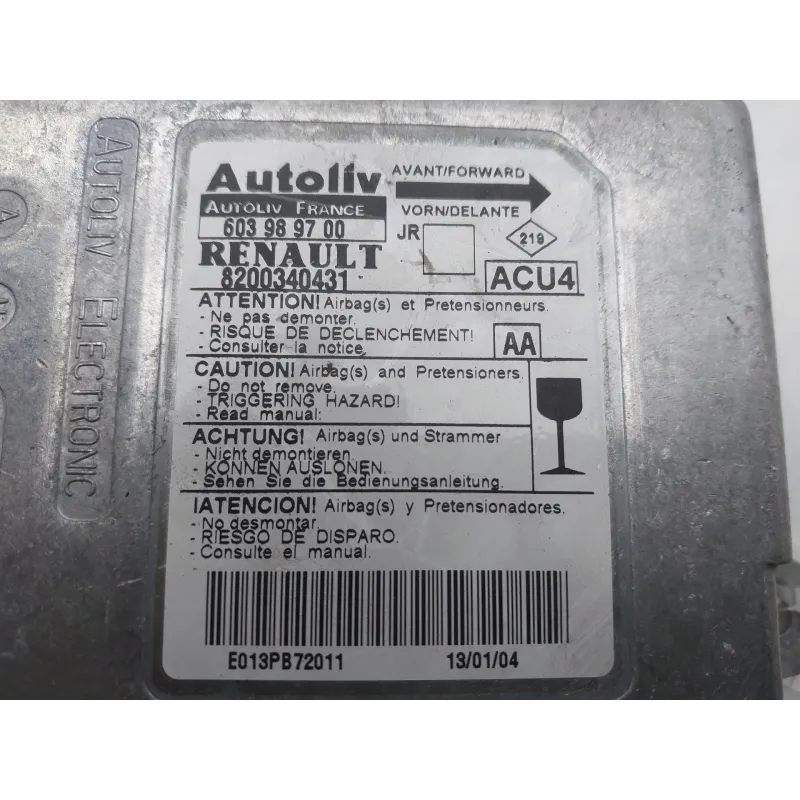 AUTOLIV ELECTRONIC
A
Autoliv
AUTOLIV FRANCE
603 98 97 00
RENAULT
8200340431
AVANT/FORWARD
VORN/DELANTE
JR
219
ACU4
ATTENTION! Airbag(s) et Pretensionneurs.
- Ne pas demonter.
- RISQUE DE DECLENCHEMENT!
- Consulter la notice.
AA
CAUTION! Airbag(s) and Pretensioners.
- Do not remove.
- TRIGGERING HAZARD!
- Read manual:
ACHTUNG! Airbag(s) und Strammer
- Nicht demontieren.
- KONNEN AUSLONEN.
- Sehen Sie die Bedienungsanleitung.
IATENCION! Airbag(s) y Pretensionadores.
- No desmontar.
- RIESGO DE DISPARO.
- Consulte el manual.
E013PB72011 13/01/04